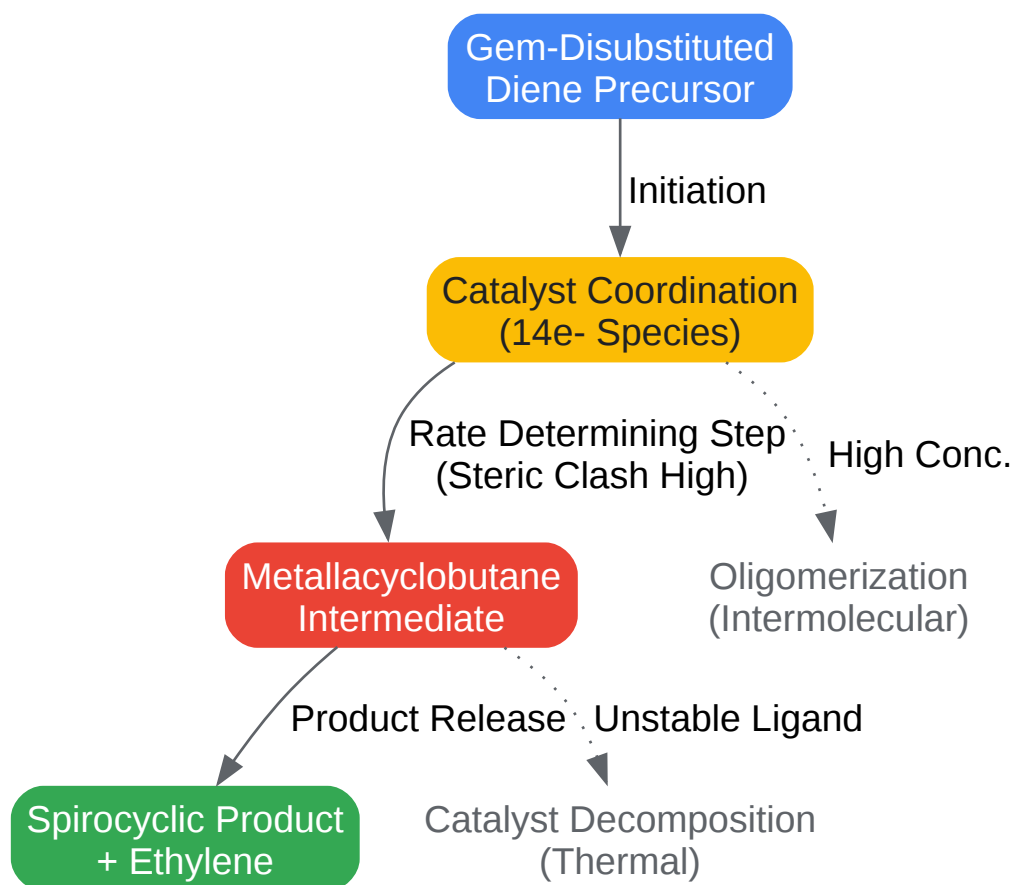 Gem-Disubstituted
Diene Precursor
Initiation
Catalyst Coordination
(14e- Species)
Rate Determining Step
(Steric Clash High)
High Conc.
Metallacyclobutane
Intermediate
Oligomerization
(Intermolecular)
Product Release
Unstable Ligand
Spirocyclic Product
+ Ethylene
Catalyst Decomposition
(Thermal)